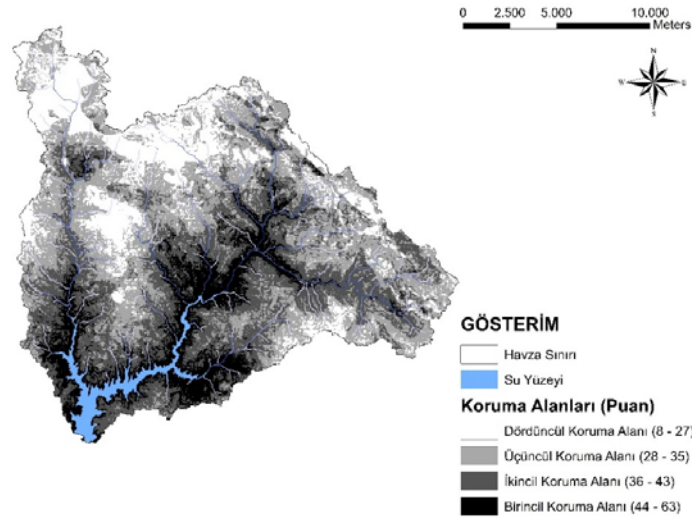 0 2.500 5.000 10.000
Meters
N
W E
S
GÖSTERİM
Havza Sınırı
Su Yüzeyi
Koruma Alanları (Puan)
Dördüncül Koruma Alanı (8 - 27)
Üçüncül Koruma Alanı (28 - 35)
İkincil Koruma Alanı (36 - 43)
Birincil Koruma Alanı (44 - 63)